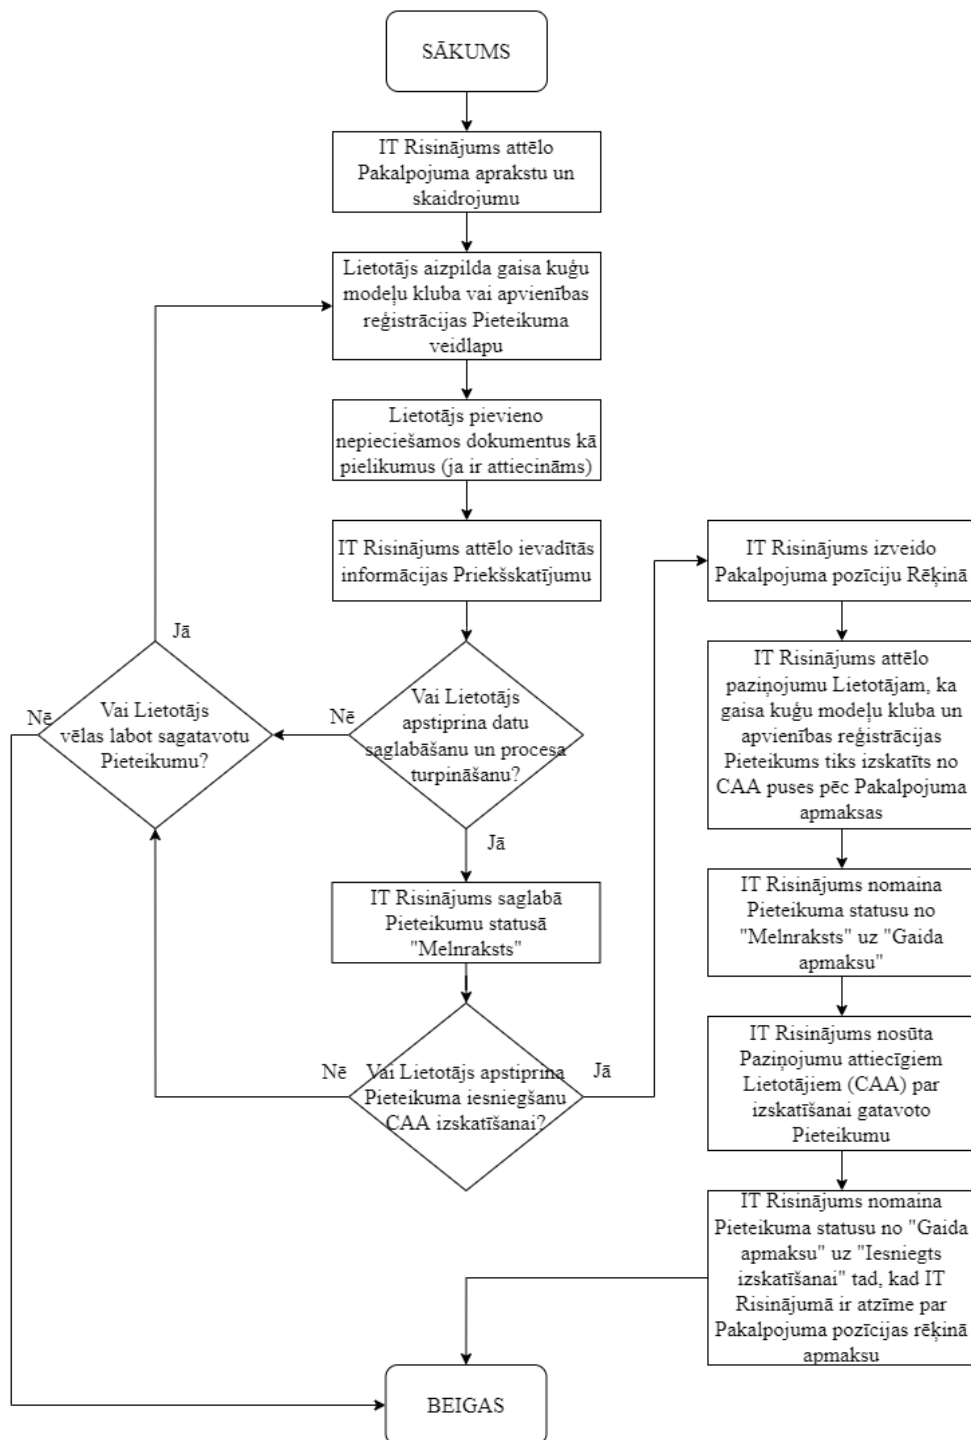 SĀKUMS
IT Risinājums attēlo
Pakalpojuma aprakstu un
skaidrojumu
Lietotājs aizpilda gaisa kuģu
modeļu kluba vai apvienības
reģistrācijas Pieteikuma
veidlapu
Lietotājs pievieno
nepieciešamos dokumentus kā
pielikumus (ja ir attiecināms)
IT Risinājums attēlo ievadītās
informācijas Priekšskatījumu
Vai Lietotājs
apstiprina datu
saglabāšanu un procesa
turpināšanu?
Nē
Jā
Vai Lietotājs
vēlas labot sagatavotu
Pieteikumu?
Jā
Nē
IT Risinājums saglabā
Pieteikumu statusā
"Melnraksts"
Vai Lietotājs apstiprina
Pieteikuma iesniegšanu
CAA izskatīšanai?
Nē
Jā
IT Risinājums izveido
Pakalpojuma pozīciju Rēķinā
IT Risinājums attēlo
paziņojumu Lietotājam, ka
gaisa kuģu modeļu kluba un
apvienības reģistrācijas
Pieteikums tiks izskatīts no
CAA puses pēc Pakalpojuma
apmaksas
IT Risinājums nomaina
Pieteikuma statusu no
"Melnraksts" uz "Gaida
apmaksu"
IT Risinājums nosūta
Paziņojumu attiecīgiem
Lietotājiem (CAA) par
izskatīšanai gatavoto
Pieteikumu
IT Risinājums nomaina
Pieteikuma statusu no "Gaida
apmaksu" uz "Iesniegts
izskatīšanai" tad, kad IT
Risinājumā ir atzīme par
Pakalpojuma pozīcijas rēķinā
apmaksu
BEIGAS